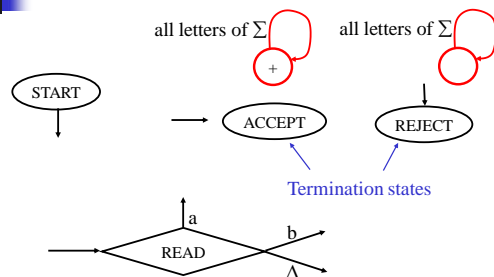 all letters of Σ all letters of Σ
+
START
ACCEPT REJECT
Termination states
a
b
READ
Λ